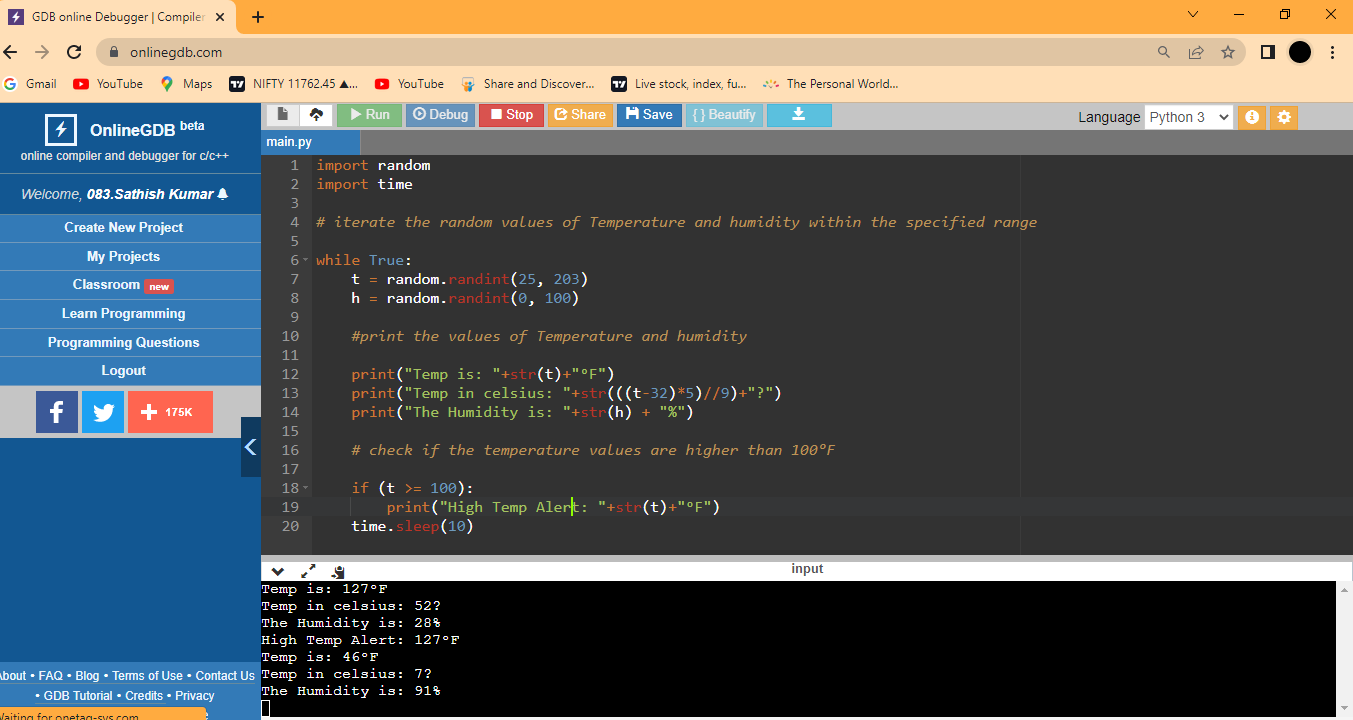 GDB online Debugger | Compiler
onlinegdb.com
Gmail YouTube Maps NIFTY 11762.45 ▲... YouTube Share and Discover... Live stock, index, fu... The Personal World...
OnlineGDB beta
online compiler and debugger for c/c++
Welcome, 083.Sathish Kumar
Create New Project
My Projects
Classroom new
Learn Programming
Programming Questions
Logout
f + 175K
About • FAQ • Blog • Terms of Use • Contact Us
• GDB Tutorial • Credits • Privacy
Waiting for onetag-sys.com
Run Debug Stop Share Save { } Beautify Language Python 3
main.py
1 import random
2 import time
3
4 # iterate the random values of Temperature and humidity within the specified range
5
6 while True:
7     t = random.randint(25, 203)
8     h = random.randint(0, 100)
9
10     #print the values of Temperature and humidity
11
12     print("Temp is: "+str(t)+"°F")
13     print("Temp in celsius: "+str(((t-32)*5)//9)+"?")
14     print("The Humidity is: "+str(h) + "%")
15
16     # check if the temperature values are higher than 100°F
17
18     if (t >= 100):
19         print("High Temp Alert: "+str(t)+"°F")
20     time.sleep(10)
input
Temp is: 127°F
Temp in celsius: 52?
The Humidity is: 28%
High Temp Alert: 127°F
Temp is: 46°F
Temp in celsius: 7?
The Humidity is: 91%